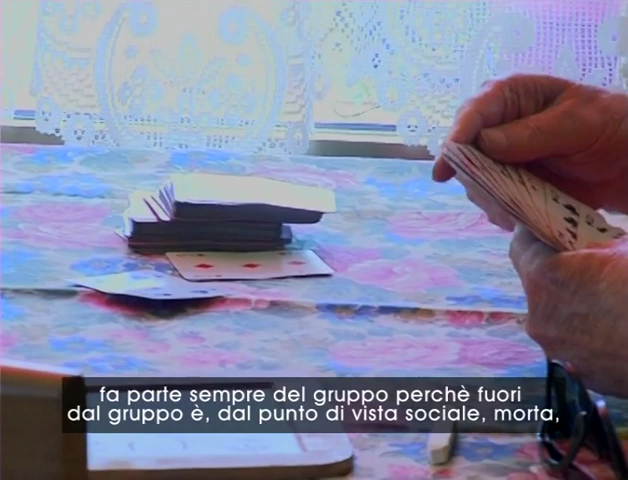 fa parte sempre del gruppo perchè fuori
dal gruppo è, dal punto di vista sociale, morta,